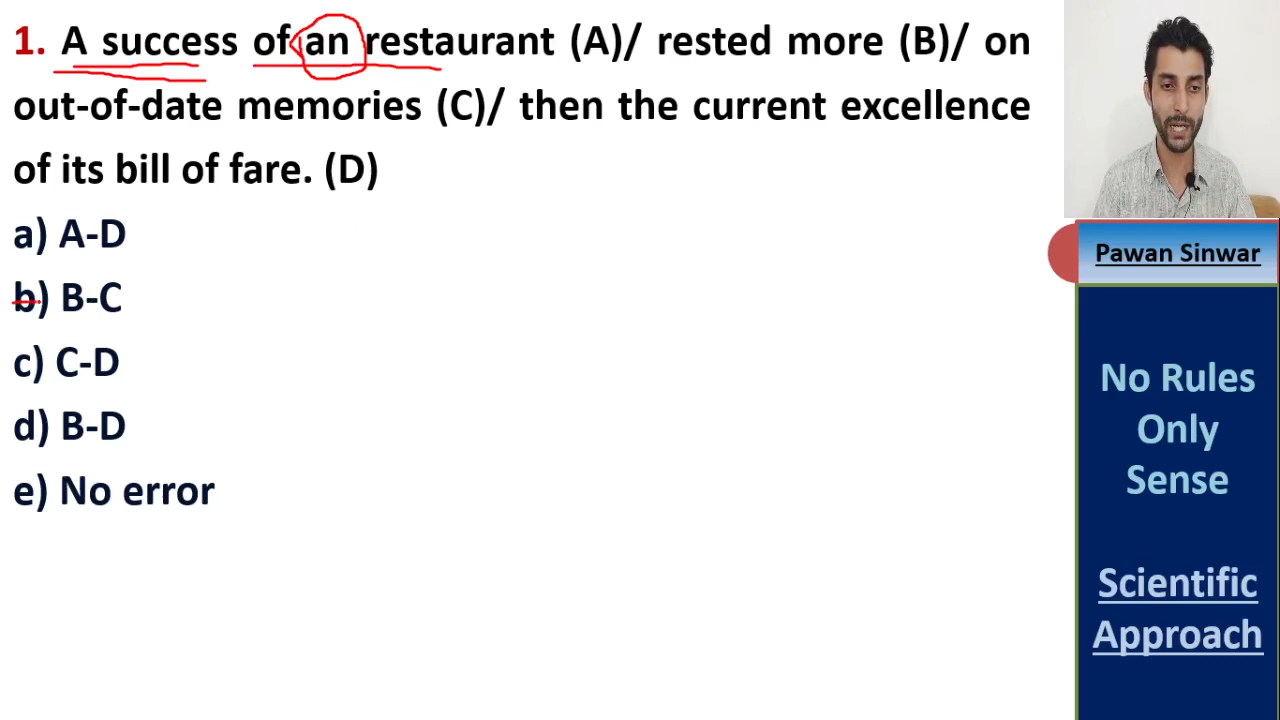 1. A success of an restaurant (A)/ rested more (B)/ on
out-of-date memories (C)/ then the current excellence
of its bill of fare. (D)
a) A-D
b) B-C
c) C-D
d) B-D
e) No error
Pawan Sinwar
No Rules
Only
Sense
Scientific
Approach